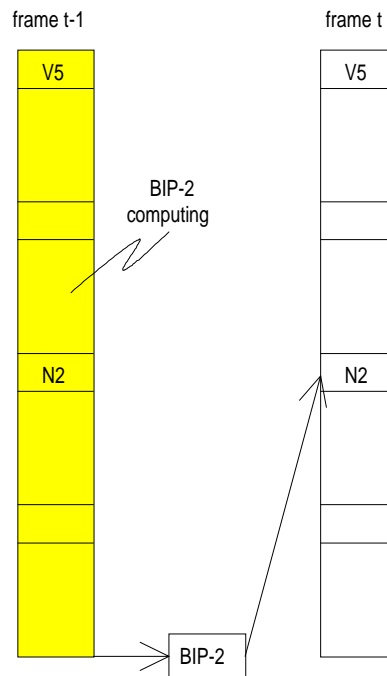 frame t-1
frame t
V5
V5
BIP-2
computing
N2
N2
BIP-2